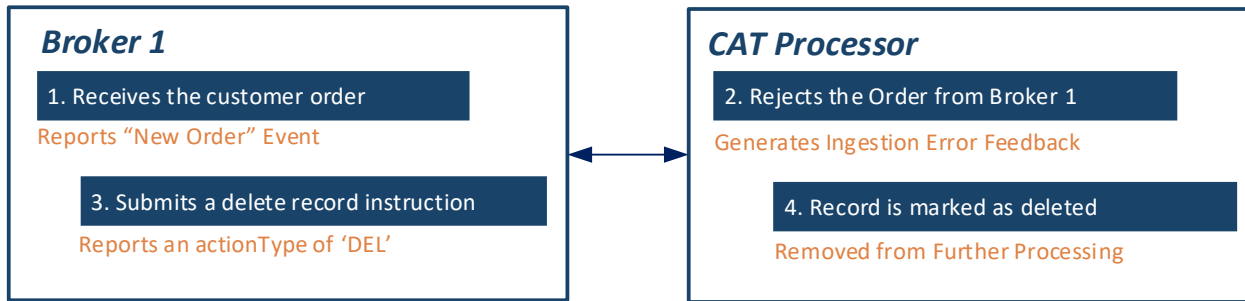 Broker 1
1. Receives the customer order
Reports “New Order” Event
3. Submits a delete record instruction
Reports an actionType of ‘DEL’
CAT Processor
2. Rejects the Order from Broker 1
Generates Ingestion Error Feedback
4. Record is marked as deleted
Removed from Further Processing